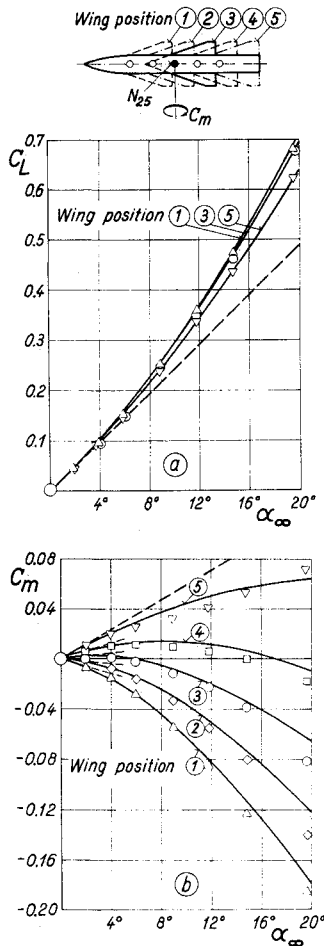 Wing position ① ② ③ ④ ⑤
N25
Cm
CL
0.7
0.6
Wing position ① ③ ⑤
0.5
0.4
0.3
0.2
0.1
ⓐ
4° 8° 12° 16° 20°
α∞
0.08
Cm
⑤
0.04
④
0
③
-0.04
②
-0.08
Wing position ①
-0.12
-0.16
ⓑ
-0.20
4° 8° 12° 16° 20°
α∞